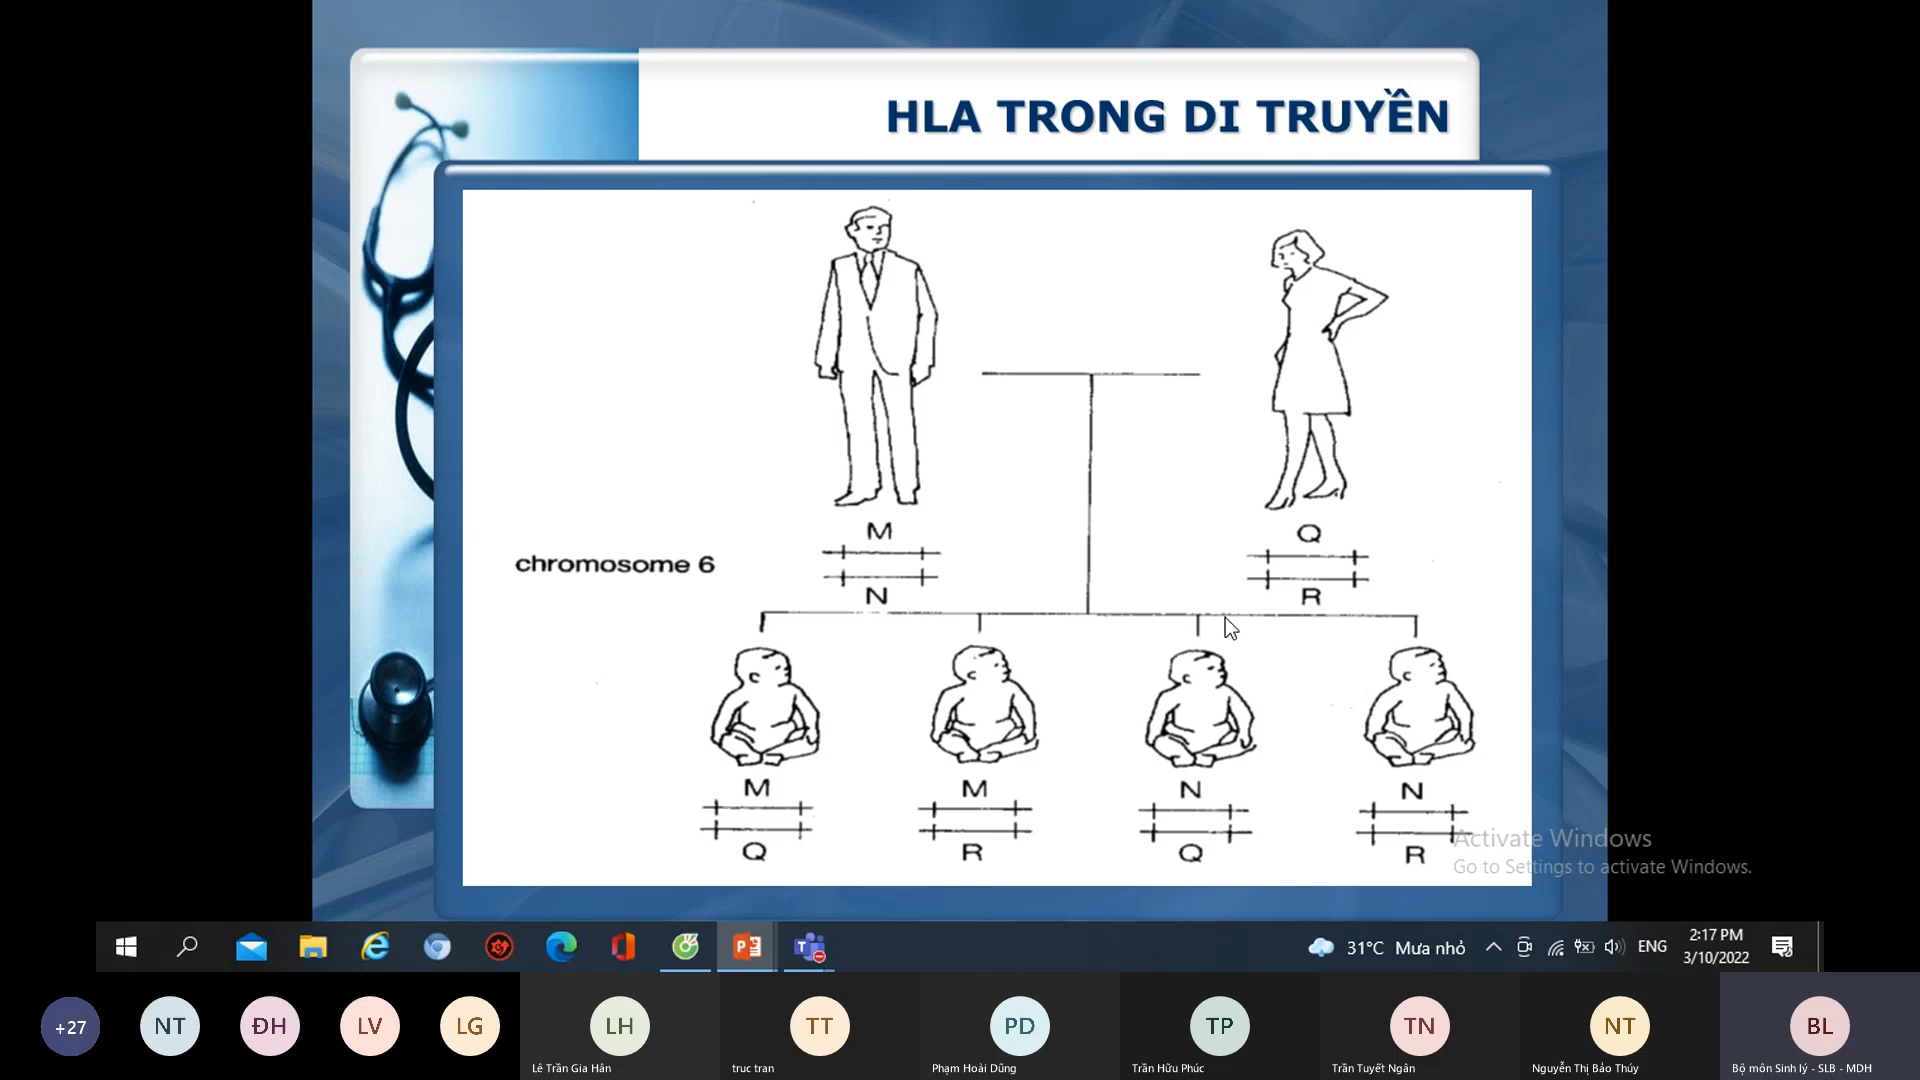 HLA TRONG DI TRUYỀN
M
Q
chromosome 6
N
R
M
M
N
N
Q
R
Q
R
Activate Windows
Go to Settings to activate Windows.
31°C Mưa nhỏ
ENG
2:17 PM
3/10/2022
+27
NT
ĐH
LV
LG
LH
TT
PD
TP
TN
NT
BL
Lê Trần Gia Hân
truc tran
Phạm Hoài Dũng
Trần Hữu Phúc
Trần Tuyết Ngân
Nguyễn Thị Bảo Thúy
Bộ môn Sinh lý - SLB - MDH